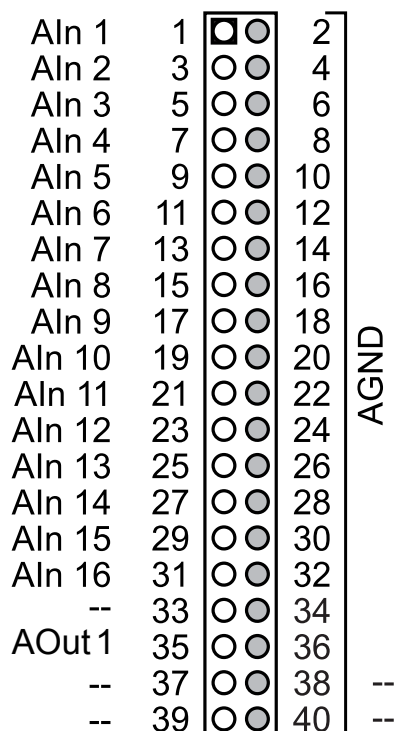 AIn 1 1 2
AIn 2 3 4
AIn 3 5 6
AIn 4 7 8
AIn 5 9 10
AIn 6 11 12
AIn 7 13 14
AIn 8 15 16
AIn 9 17 18
AIn 10 19 20
AIn 11 21 22
AIn 12 23 24
AIn 13 25 26
AIn 14 27 28
AIn 15 29 30
AIn 16 31 32
-- 33 34
AOut 1 35 36
-- 37 38 --
-- 39 40 --
AGND